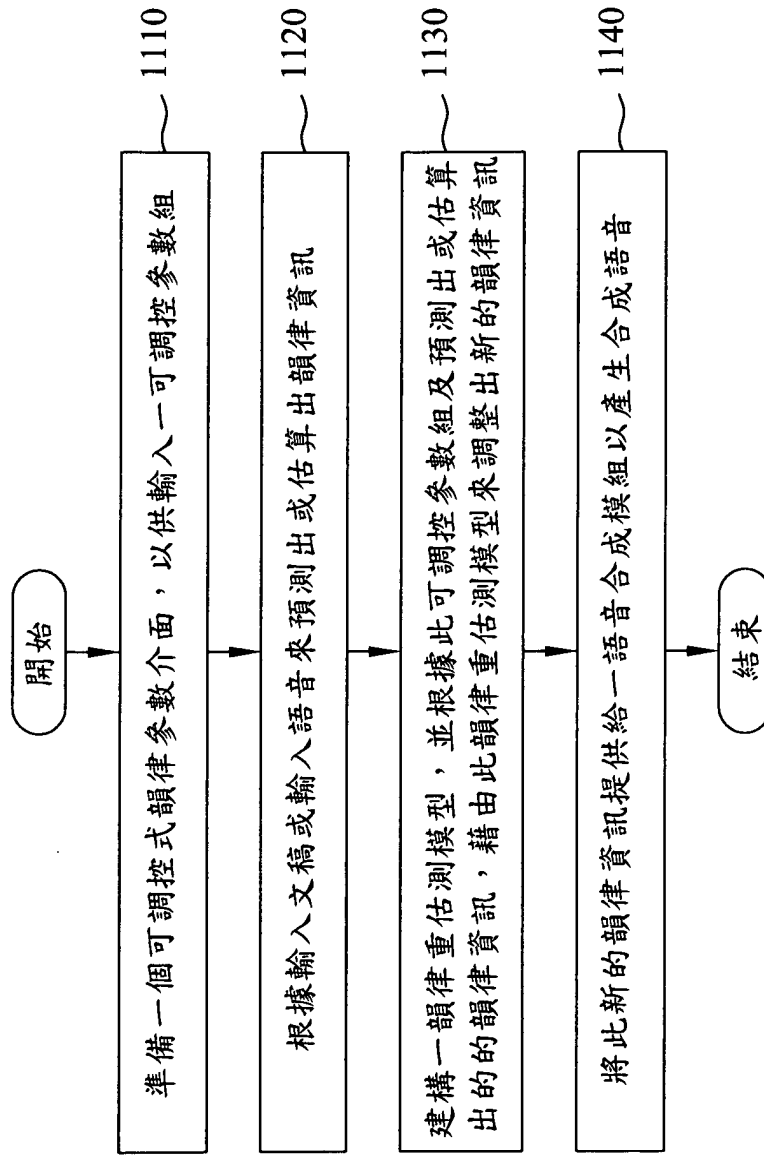 開始
準備一個可調控式韻律參數介面，以供輸入一可調控參數組
1110
根據輸入文稿或輸入語音來預測出或估算出韻律資訊
1120
建構一韻律重估測模型，並根據此可調控參數組及預測出或估算
出的的韻律資訊，藉由此韻律重估測模型來調整出新的韻律資訊
1130
將此新的韻律資訊提供給一語音合成模組以產生合成語音
1140
結束